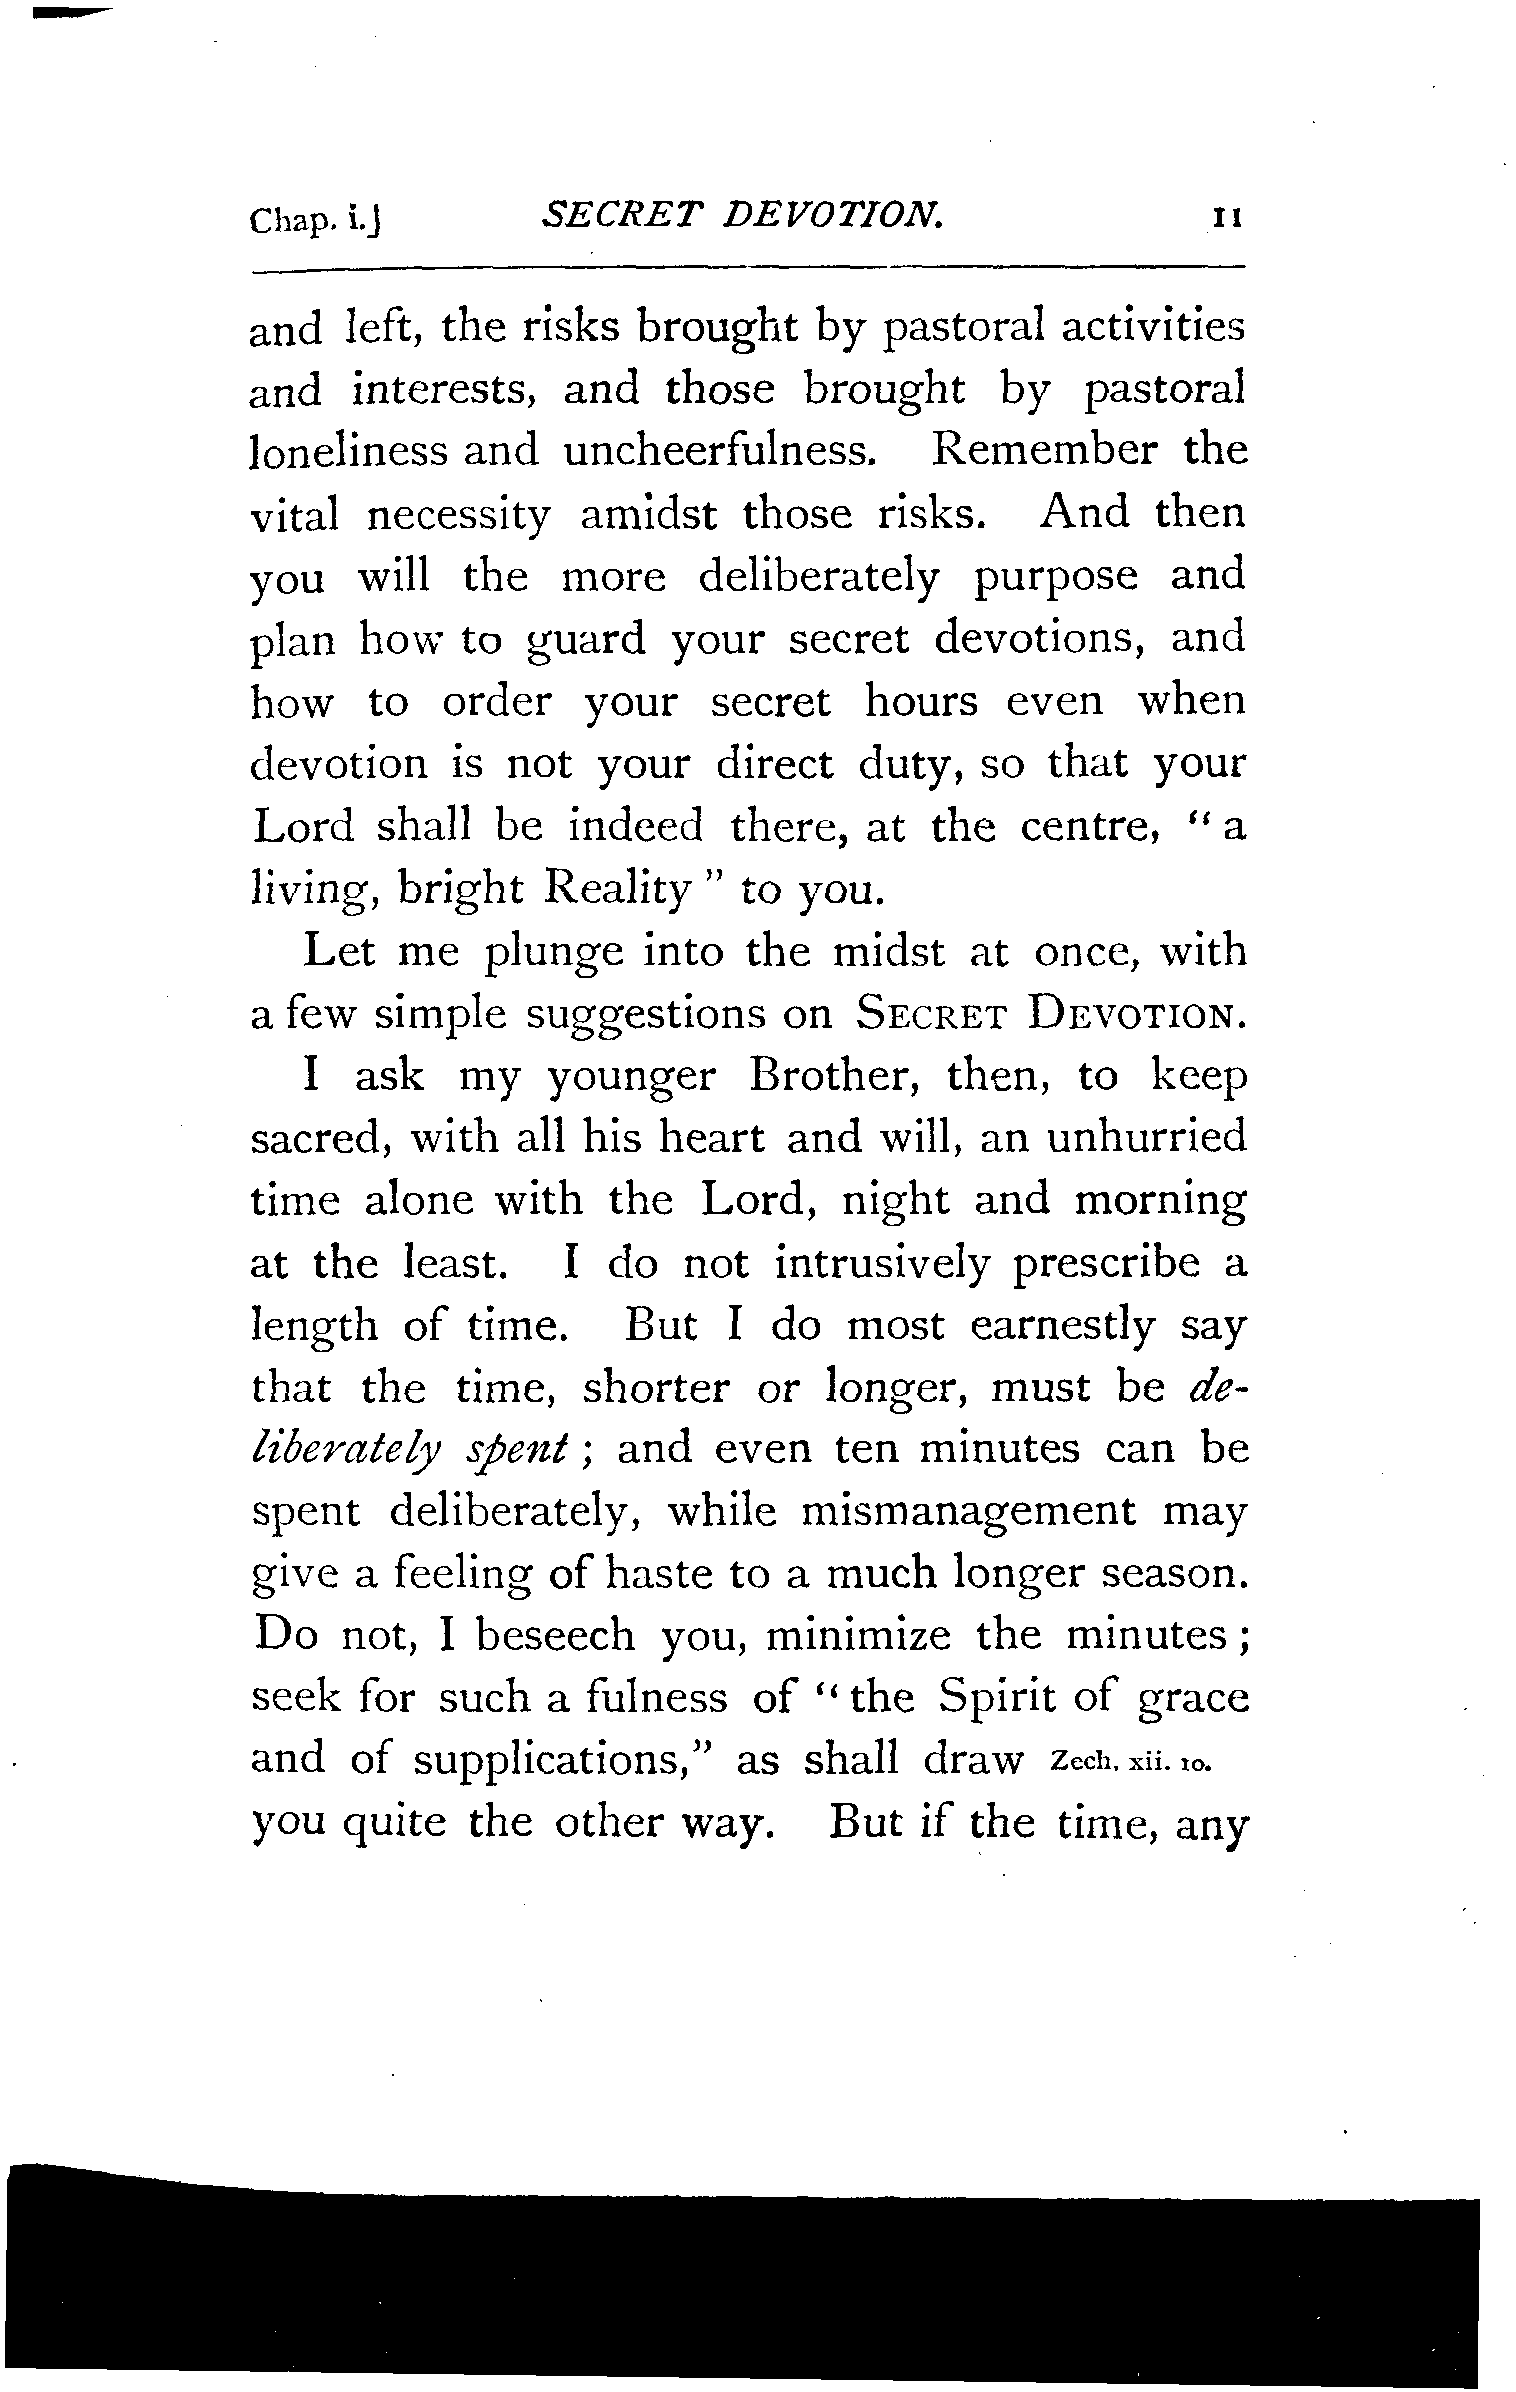 Chap. i.] SECRET DEVOTION. 11
and left, the risks brought by pastoral activities
and interests, and those brought by pastoral
loneliness and uncheerfulness. Remember the
vital necessity amidst those risks. And then
you will the more deliberately purpose and
plan how to guard your secret devotions, and
how to order your secret hours even when
devotion is not your direct duty, so that your
Lord shall be indeed there, at the centre, “a
living, bright Reality” to you.
Let me plunge into the midst at once, with
a few simple suggestions on SECRET DEVOTION.
I ask my younger Brother, then, to keep
sacred, with all his heart and will, an unhurried
time alone with the Lord, night and morning
at the least. I do not intrusively prescribe a
length of time. But I do most earnestly say
that the time, shorter or longer, must be de-
liberately spent; and even ten minutes can be
spent deliberately, while mismanagement may
give a feeling of haste to a much longer season.
Do not, I beseech you, minimize the minutes;
seek for such a fulness of “the Spirit of grace
and of supplications,” as shall draw Zech. xii. 10.
you quite the other way. But if the time, any